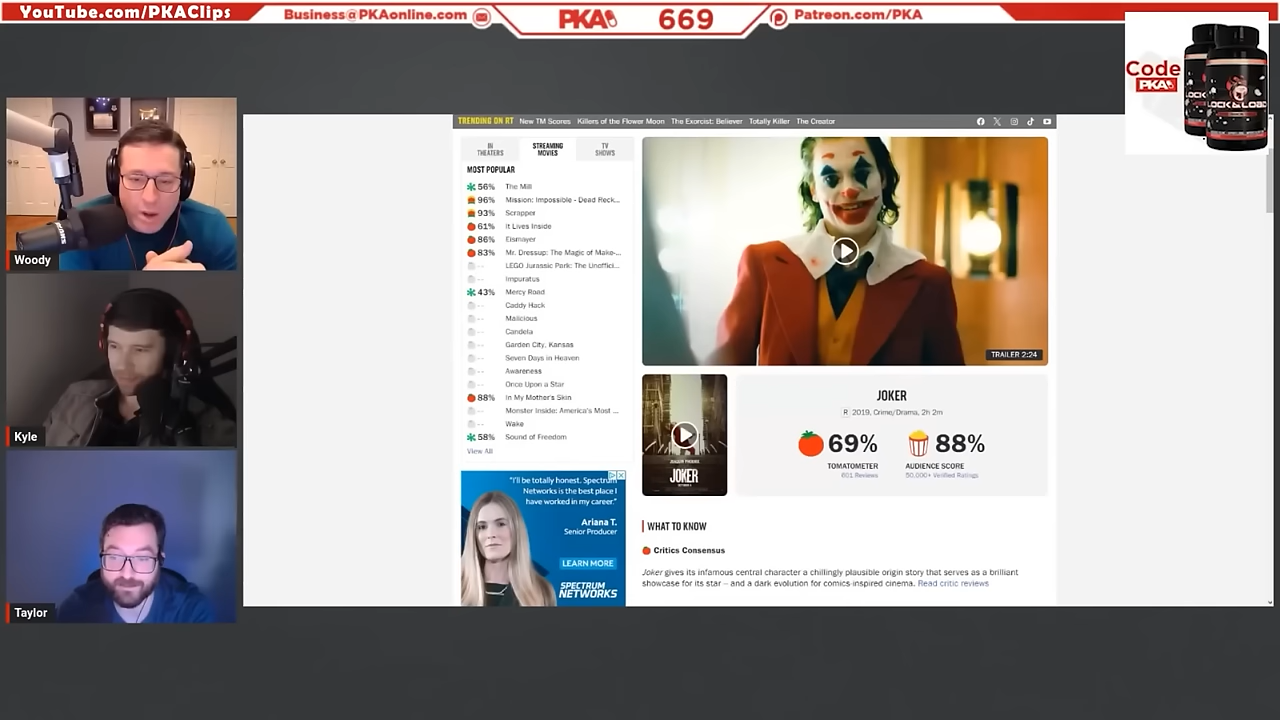 YouTube.com/PKAClips
Business@PKAonline.com
PKA
669
Patreon.com/PKA
Code
PKA
LOCK&LOAD
Woody
Kyle
Taylor
TRENDING ON RT New TM Scores Killers of the Flower Moon The Exorcist: Believer Totally Killer The Creator
IN THEATERS
STREAMING MOVIES
TV SHOWS
MOST POPULAR
56% The Mill
96% Mission: Impossible - Dead Reck...
93% Scrapper
61% It Lives Inside
86% Eismayer
83% Mr. Dressup: The Magic of Make-...
-- LEGO Jurassic Park: The Unoffici...
-- Impuratus
43% Mercy Road
-- Caddy Hack
-- Malicious
-- Candela
-- Garden City, Kansas
-- Seven Days in Heaven
-- Awareness
-- Once Upon a Star
88% In My Mother's Skin
-- Monster Inside: America's Most ...
-- Wake
58% Sound of Freedom
View All
TRAILER 2:24
JOKER
JOKER
R 2019, Crime/Drama, 2h 2m
69%
88%
TOMATOMETER
AUDIENCE SCORE
601 Reviews
50,000+ Verified Ratings
"I'll be totally honest. Spectrum
Networks is the best place I
have worked in my career."
Ariana T.
Senior Producer
LEARN MORE
SPECTRUM
NETWORKS
WHAT TO KNOW
Critics Consensus
Joker gives its infamous central character a chillingly plausible origin story that serves as a brilliant
showcase for its star -- and a dark evolution for comics-inspired cinema. Read critic reviews